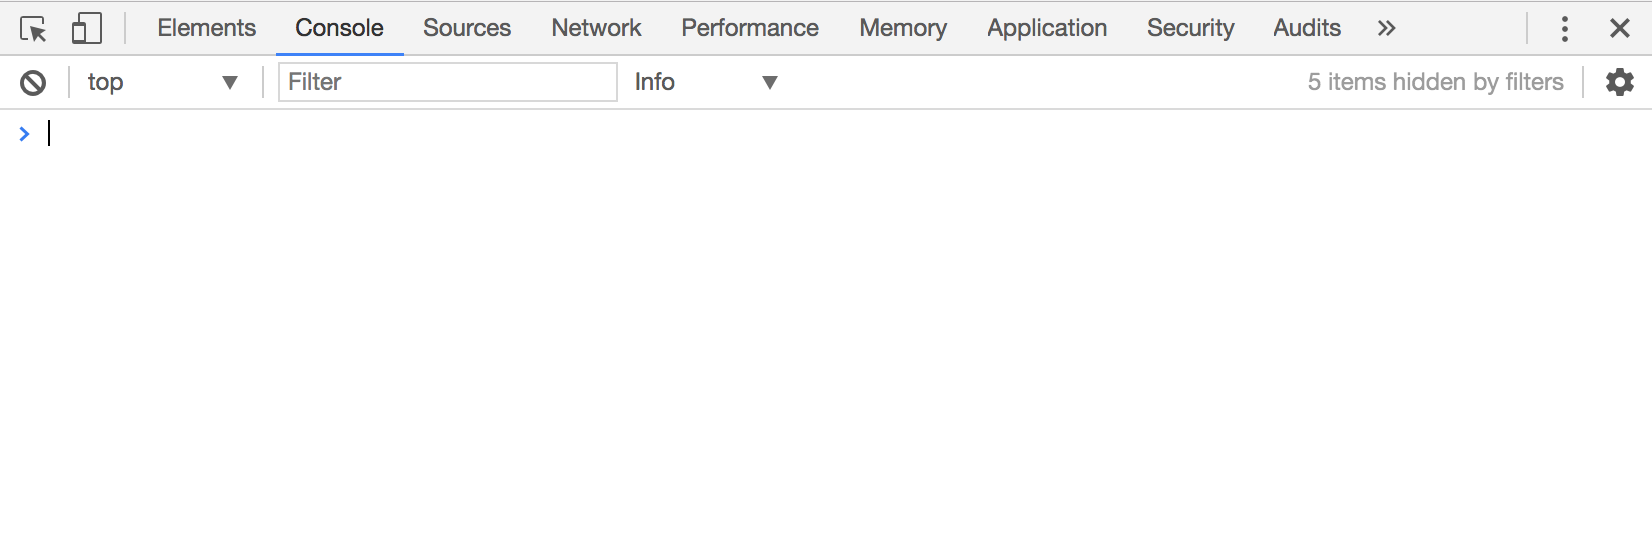 Elements Console Sources Network Performance Memory Application Security Audits
top Filter Info 5 items hidden by filters